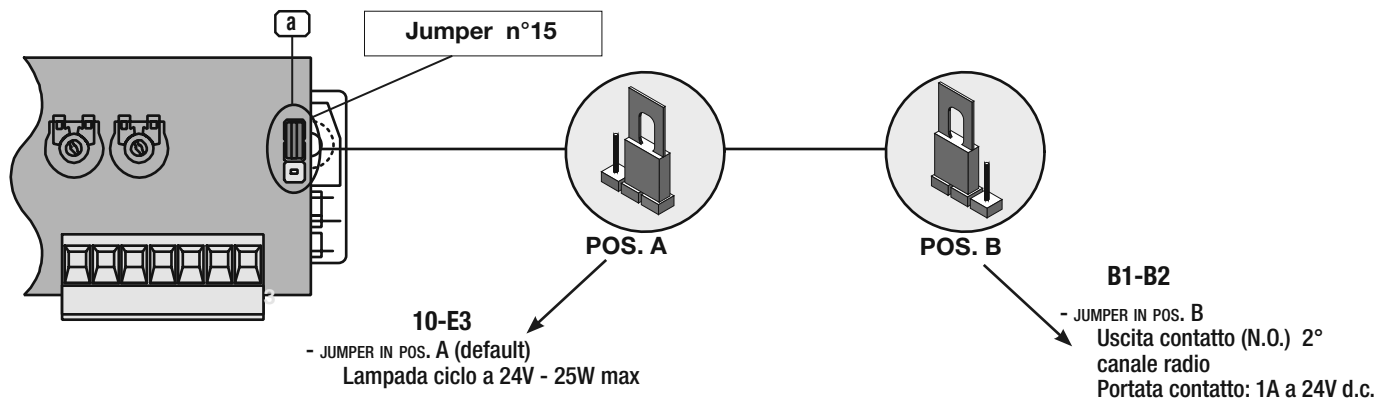 a
Jumper n°15
POS. A
POS. B
10-E3
- JUMPER IN POS. A (default)
Lampada ciclo a 24V - 25W max
B1-B2
- JUMPER IN POS. B
Uscita contatto (N.O.) 2°
canale radio
Portata contatto: 1A a 24V d.c.
3